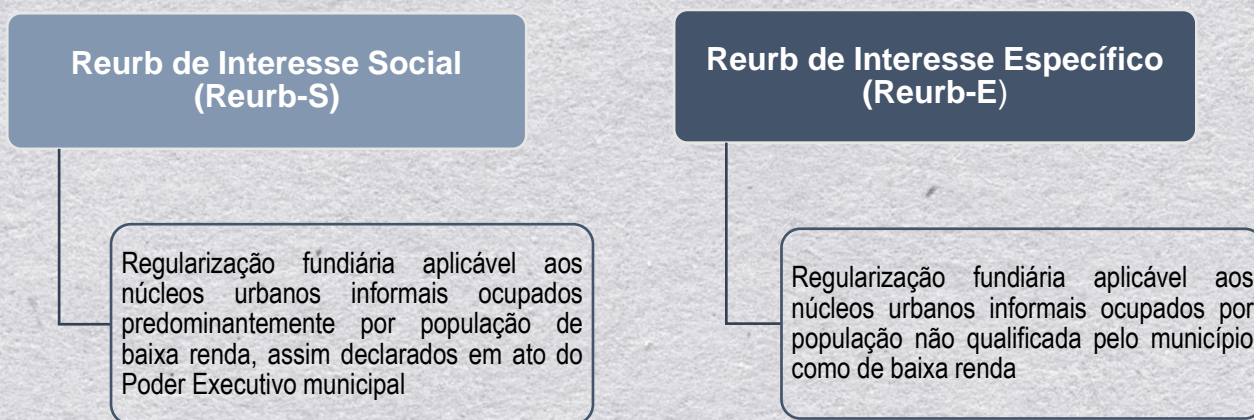 Reurb de Interesse Social
(Reurb-S)
Regularização fundiária aplicável aos
núcleos urbanos informais ocupados
predominantemente por população de
baixa renda, assim declarados em ato do
Poder Executivo municipal
Reurb de Interesse Específico
(Reurb-E)
Regularização fundiária aplicável aos
núcleos urbanos informais ocupados por
população não qualificada pelo município
como de baixa renda